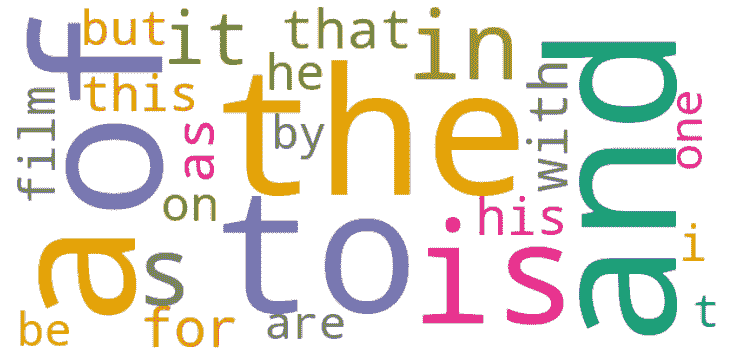 but
it
that
in
of
this
he
the
and
film
as
by
with
one
on
to
his
a
s
is
i
be
for
are
t